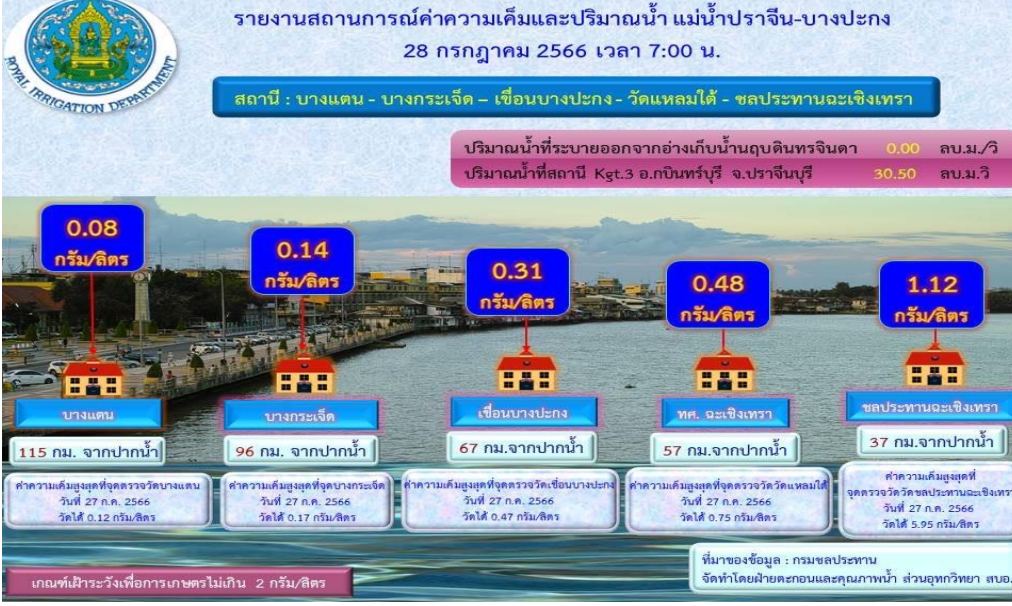 รายงานสถานการณ์ค่าความเค็มและปริมาณน้ำ แม่น้ำปราจีน-บางปะกง
28 กรกฎาคม 2566 เวลา 7:00 น.
ROYAL IRRIGATION DEPARTMENT
สถานี : บางแตน - บางกระเจ็ด – เขื่อนบางปะกง - วัดแหลมใต้ - ชลประทานฉะเชิงเทรา
ปริมาณน้ำที่ระบายออกจากอ่างเก็บน้ำนฤบดินทรจินดา 0.00 ลบ.ม./วิ
ปริมาณน้ำที่สถานี Kgt.3 อ.กบินทร์บุรี จ.ปราจีนบุรี 30.50 ลบ.ม.วิ
0.08
กรัม/ลิตร
บางแตน
115 กม. จากปากน้ำ
ค่าความเค็มสูงสุดที่จุดตรวจวัดบางแตน
วันที่ 27 ก.ค. 2566
วัดได้ 0.12 กรัม/ลิตร
0.14
กรัม/ลิตร
บางกระเจ็ด
96 กม. จากปากน้ำ
ค่าความเค็มสูงสุดที่จุดบางกระเจ็ด
วันที่ 27 ก.ค. 2566
วัดได้ 0.17 กรัม/ลิตร
0.31
กรัม/ลิตร
เขื่อนบางปะกง
67 กม.จากปากน้ำ
ค่าความเค็มสูงสุดที่จุดตรวจวัดเขื่อนบางปะกง
วันที่ 27 ก.ค. 2566
วัดได้ 0.47 กรัม/ลิตร
0.48
กรัม/ลิตร
ทศ. ฉะเชิงเทรา
57 กม.จากปากน้ำ
ค่าความเค็มสูงสุดที่จุดตรวจวัดวัดแหลมใต้
วันที่ 27 ก.ค. 2566
วัดได้ 0.75 กรัม/ลิตร
1.12
กรัม/ลิตร
ชลประทานฉะเชิงเทรา
37 กม.จากปากน้ำ
ค่าความเค็มสูงสุดที่
จุดตรวจวัดวัดชลประทานฉะเชิงเทรา
วันที่ 27 ก.ค. 2566
วัดได้ 5.95 กรัม/ลิตร
เกณฑ์เฝ้าระวังเพื่อการเกษตรไม่เกิน 2 กรัม/ลิตร
ที่มาของข้อมูล : กรมชลประทาน
จัดทำโดยฝ่ายตะกอนและคุณภาพน้ำ ส่วนอุทกวิทยา สบอ.